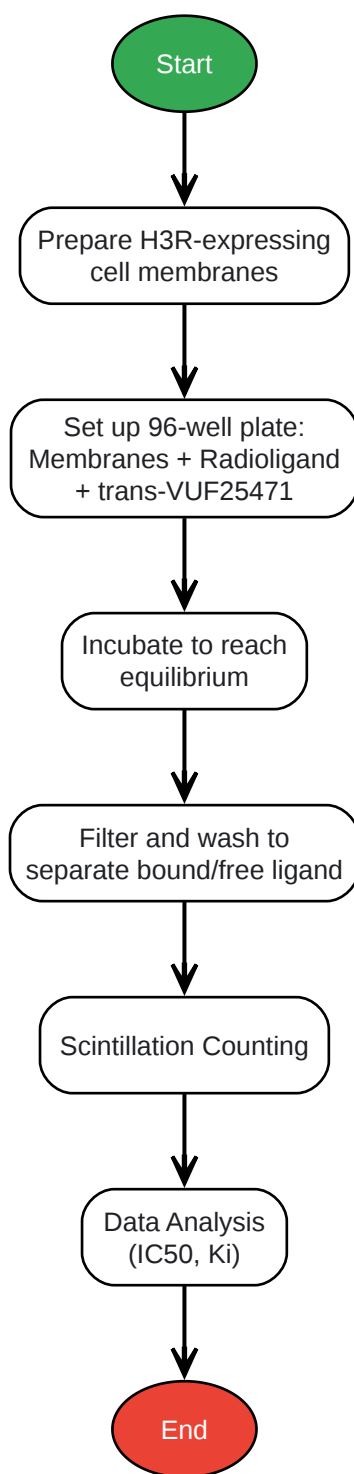 Start
Prepare H3R-expressing
cell membranes
Set up 96-well plate:
Membranes + Radioligand
+ trans-VUF25471
Incubate to reach
equilibrium
Filter and wash to
separate bound/free ligand
Scintillation Counting
Data Analysis
(IC50, Ki)
End